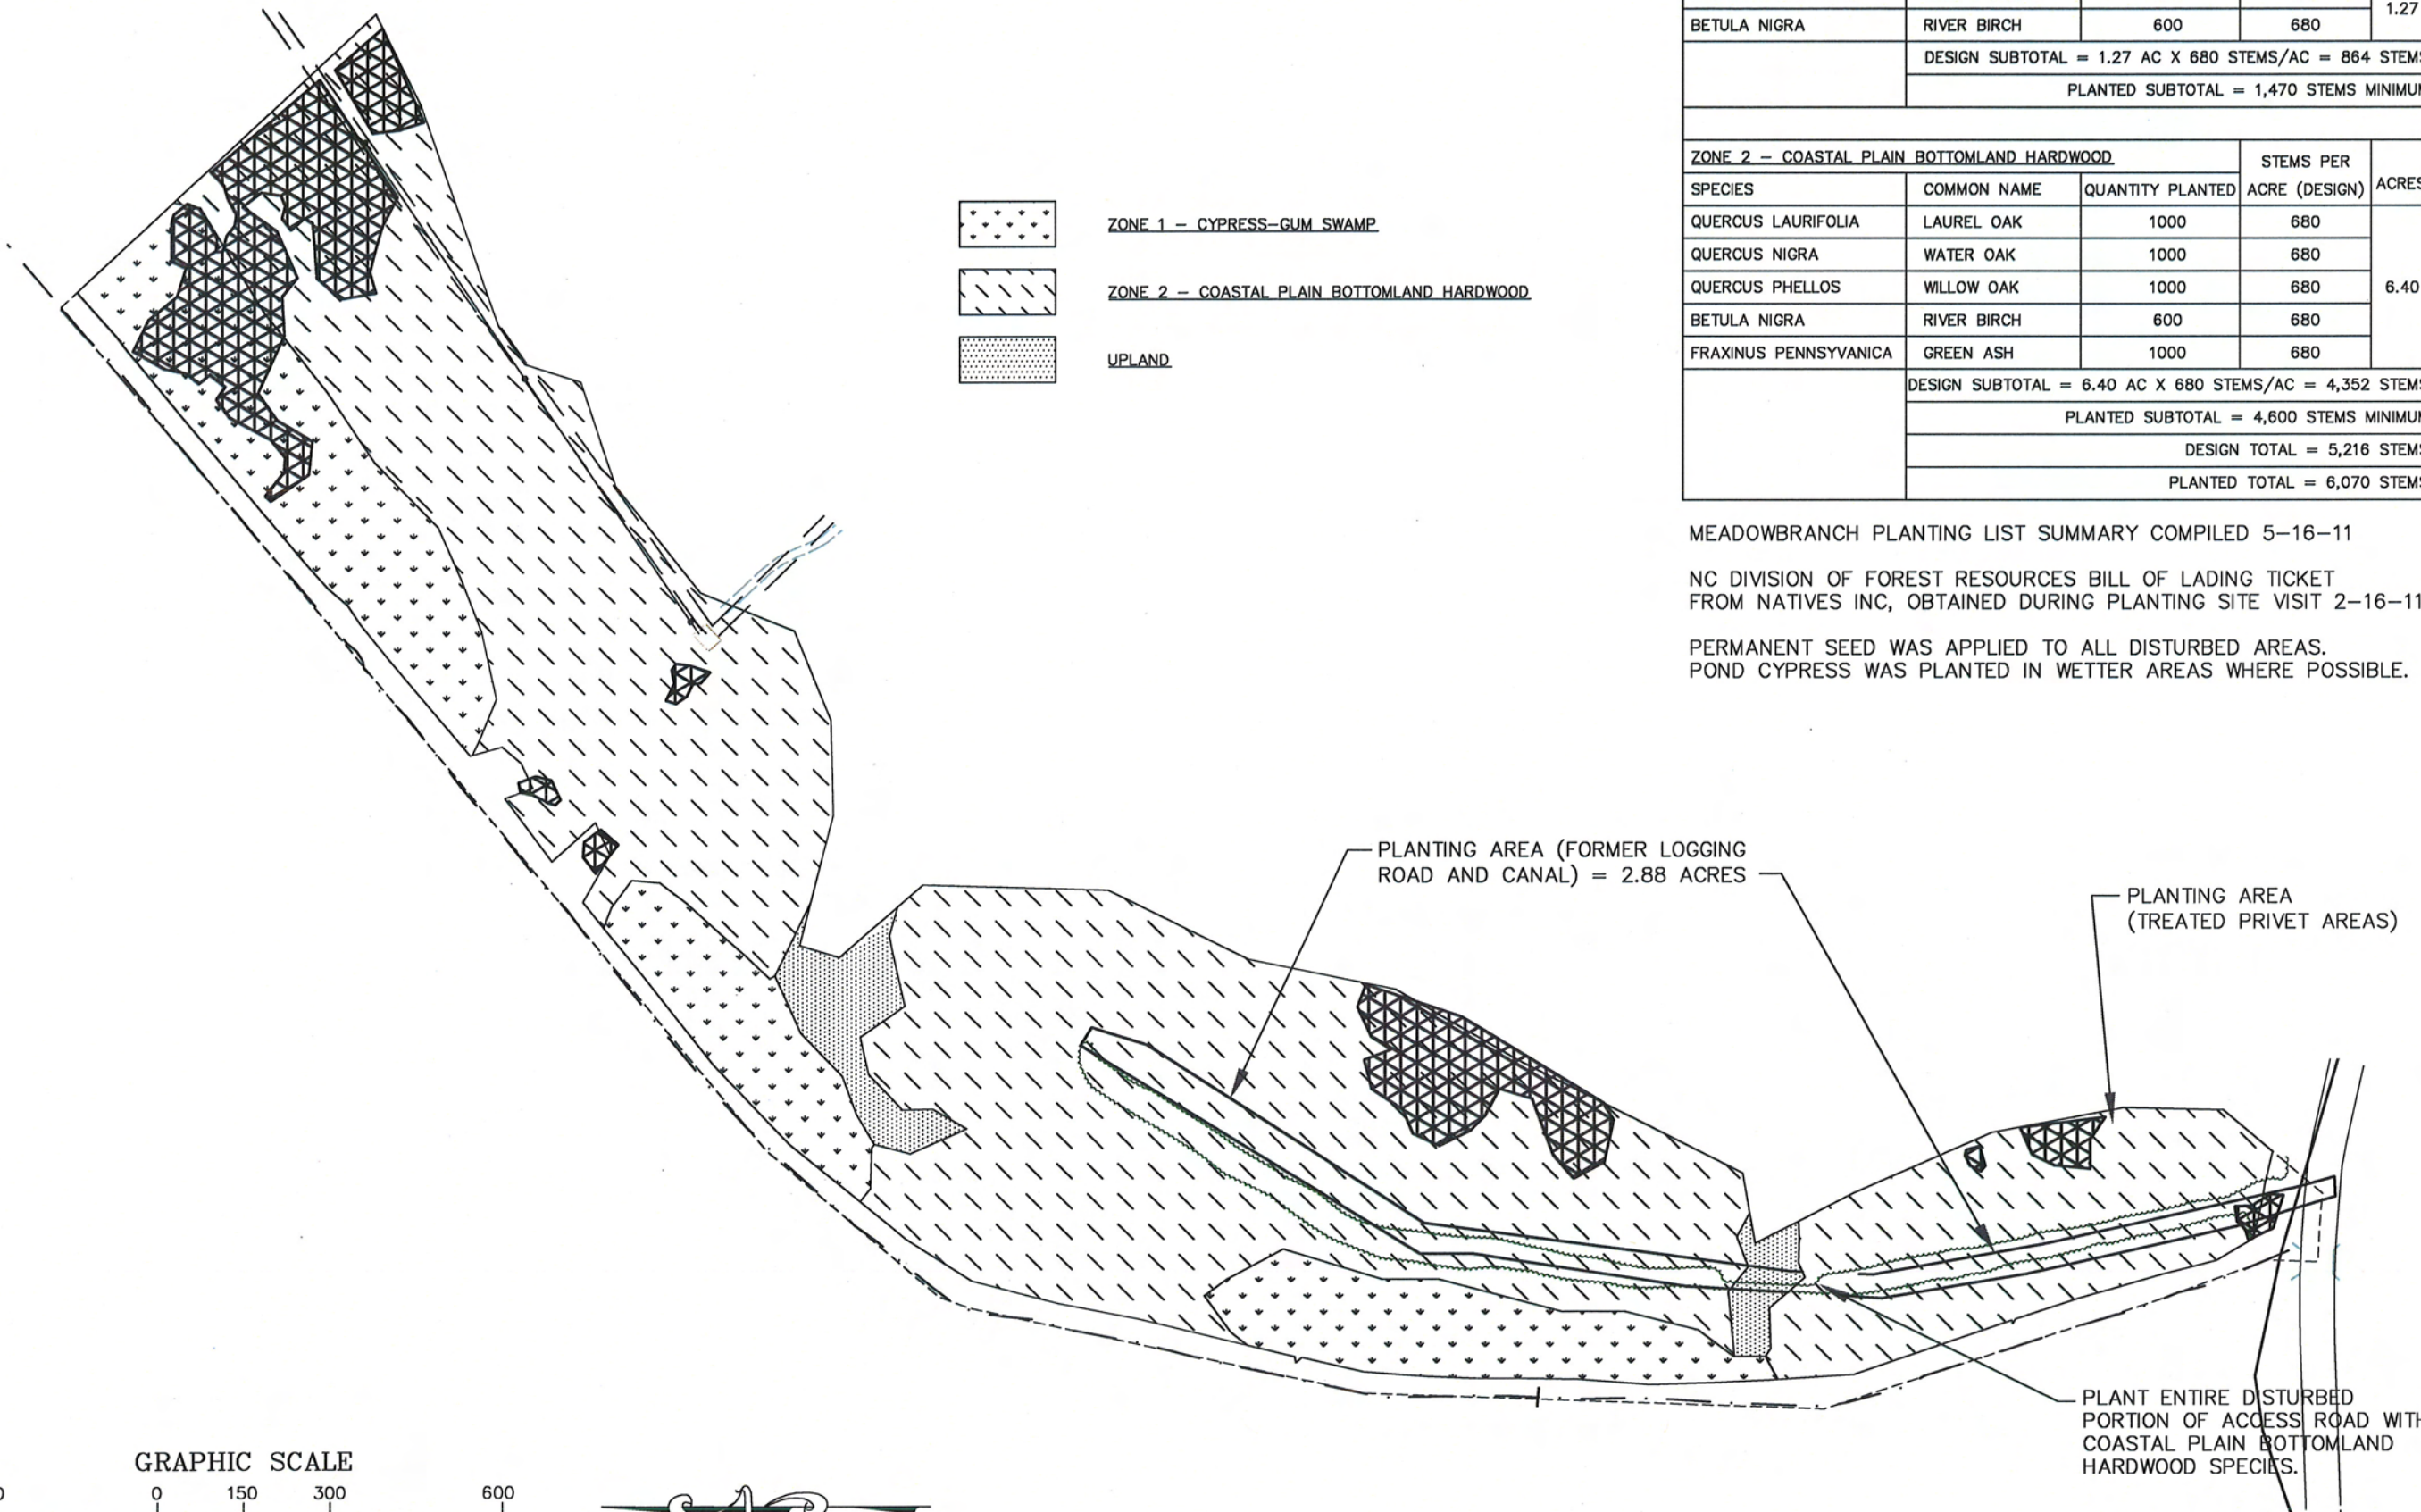 1.27
BETULA NIGRA RIVER BIRCH 600 680
DESIGN SUBTOTAL = 1.27 AC X 680 STEMS/AC = 864 STEMS
PLANTED SUBTOTAL = 1,470 STEMS MINIMUM
ZONE 2 – COASTAL PLAIN BOTTOMLAND HARDWOOD STEMS PER
SPECIES COMMON NAME QUANTITY PLANTED ACRE (DESIGN) ACRES
QUERCUS LAURIFOLIA LAUREL OAK 1000 680
QUERCUS NIGRA WATER OAK 1000 680
QUERCUS PHELLOS WILLOW OAK 1000 680 6.40
BETULA NIGRA RIVER BIRCH 600 680
FRAXINUS PENNSYVANICA GREEN ASH 1000 680
DESIGN SUBTOTAL = 6.40 AC X 680 STEMS/AC = 4,352 STEMS
PLANTED SUBTOTAL = 4,600 STEMS MINIMUM
DESIGN TOTAL = 5,216 STEMS
PLANTED TOTAL = 6,070 STEMS
ZONE 1 – CYPRESS–GUM SWAMP
ZONE 2 – COASTAL PLAIN BOTTOMLAND HARDWOOD
UPLAND
MEADOWBRANCH PLANTING LIST SUMMARY COMPILED 5–16–11
NC DIVISION OF FOREST RESOURCES BILL OF LADING TICKET
FROM NATIVES INC, OBTAINED DURING PLANTING SITE VISIT 2–16–11
PERMANENT SEED WAS APPLIED TO ALL DISTURBED AREAS.
POND CYPRESS WAS PLANTED IN WETTER AREAS WHERE POSSIBLE.
PLANTING AREA (FORMER LOGGING
ROAD AND CANAL) = 2.88 ACRES
PLANTING AREA
(TREATED PRIVET AREAS)
PLANT ENTIRE DISTURBED
PORTION OF ACCESS ROAD WITH
COASTAL PLAIN BOTTOMLAND
HARDWOOD SPECIES.
GRAPHIC SCALE
0 0 150 300 600